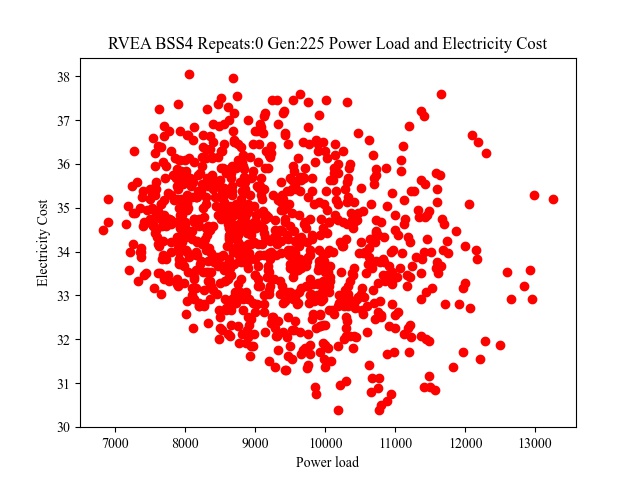 RVEA BSS4 Repeats:0 Gen:225 Power Load and Electricity Cost
38
37
36
35
34
33
32
31
30
Electricity Cost
7000 8000 9000 10000 11000 12000 13000
Power load